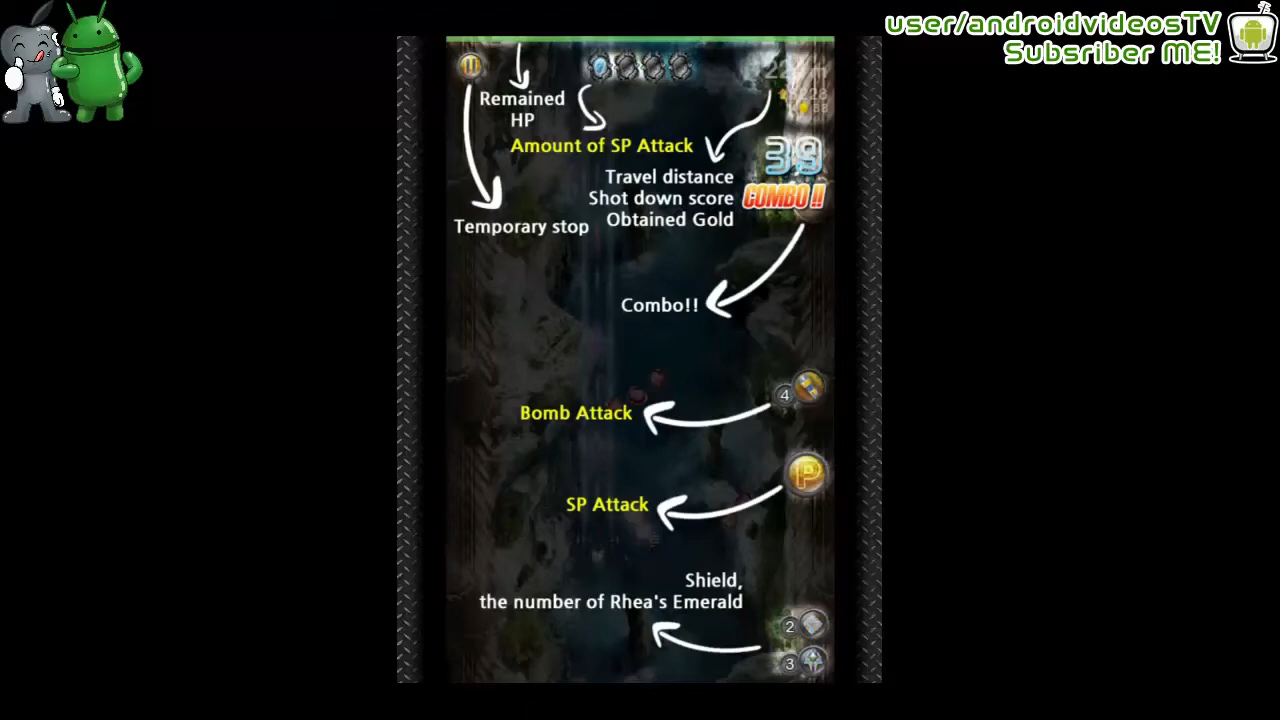 user/androidvideosTV
Subsriber ME!
Remained
HP
Amount of SP Attack
39
COMBO!!
Travel distance
Shot down score
Obtained Gold
Temporary stop
Combo!!
4
Bomb Attack
P
SP Attack
Shield,
the number of Rhea's Emerald
2
3